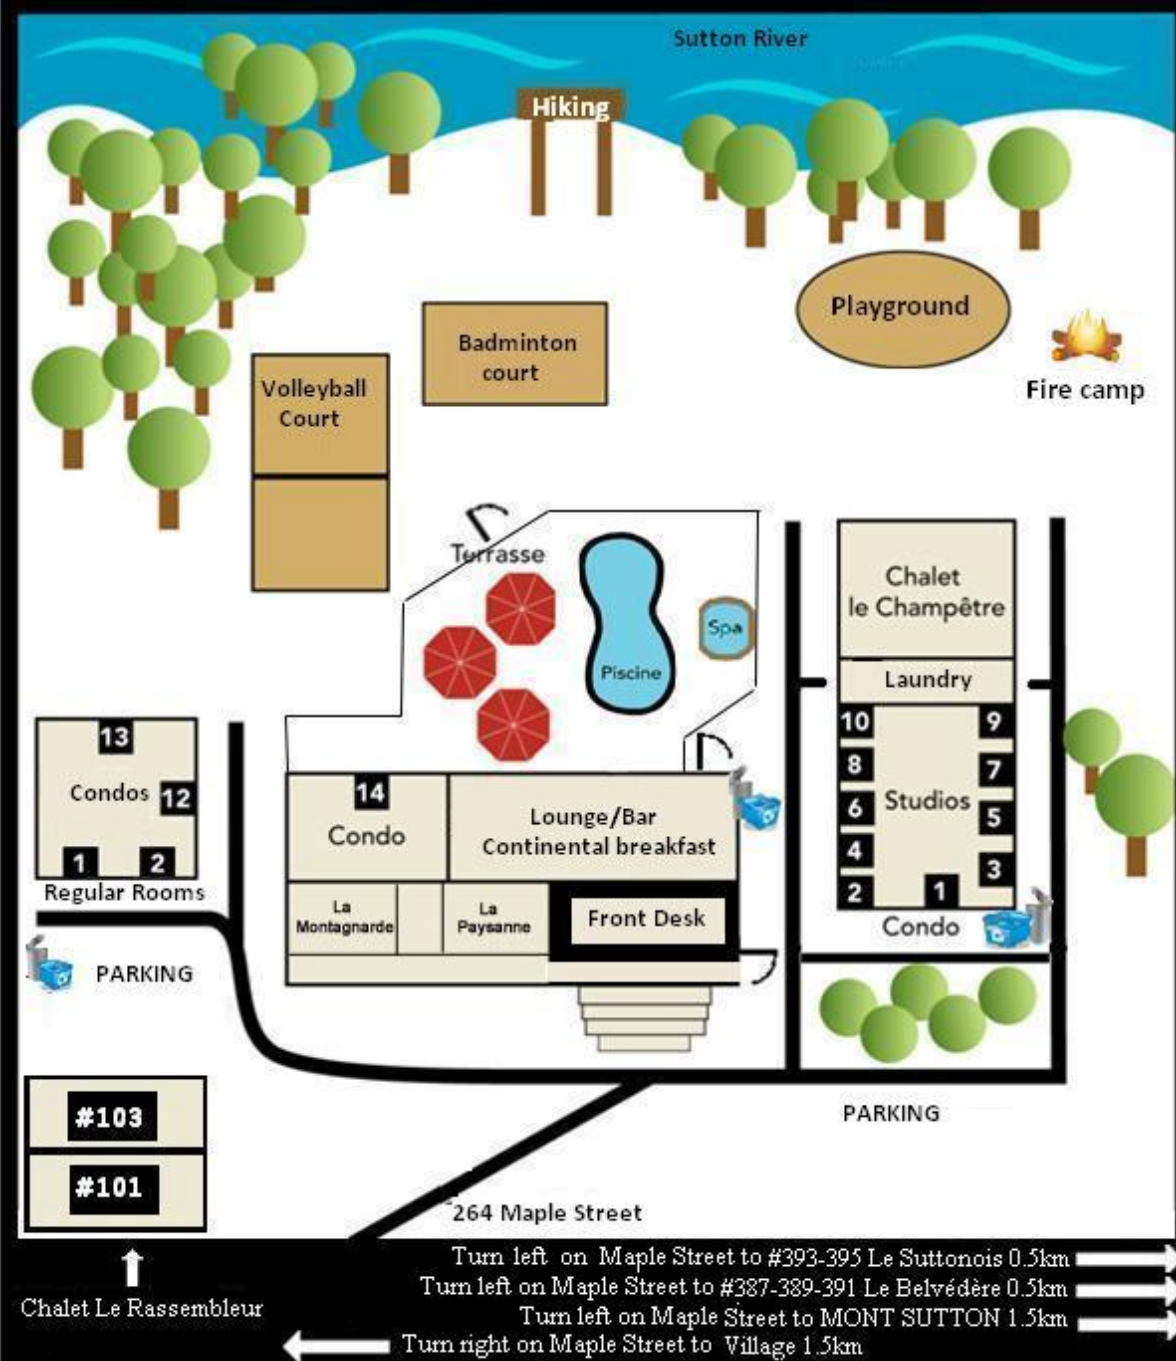 Sutton River
Hiking
Playground
Badminton
court
Volleyball
Court
Fire camp
Terrasse
Piscine
Spa
Chalet
le Champêtre
Laundry
10
9
8
7
6
Studios
5
4
3
2
1
Condo
13
Condos
12
1
2
Regular Rooms
PARKING
14
Condo
Lounge/Bar
Continental breakfast
La
Montagnarde
La
Paysanne
Front Desk
#103
#101
PARKING
264 Maple Street
Turn left on Maple Street to #393-395 Le Suttonois 0.5km
Turn left on Maple Street to #387-389-391 Le Belvédère 0.5km
Turn left on Maple Street to MONT SUTTON 1.5km
Turn right on Maple Street to Village 1.5km
Chalet Le Rassembleur